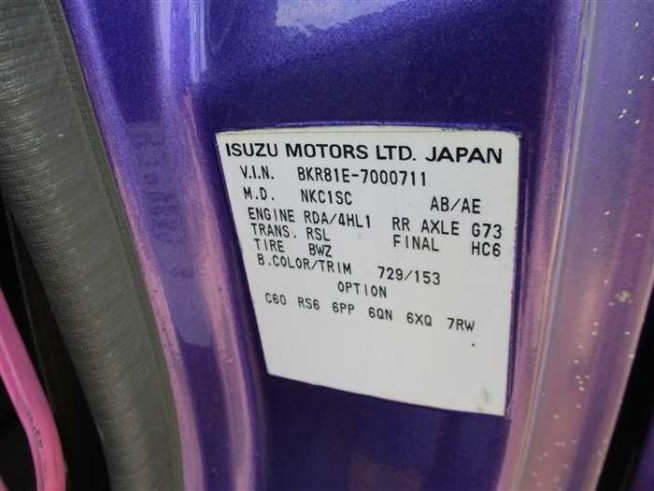 ISUZU MOTORS LTD. JAPAN
V.I.N. BKR81E-7000711
M.D. NKC1SC AB/AE
ENGINE RDA/4HL1 RR AXLE G73
TRANS. RSL FINAL HC6
TIRE BWZ
B.COLOR/TRIM 729/153
OPTION
C60 RS6 6PP 6QN 6XQ 7RW